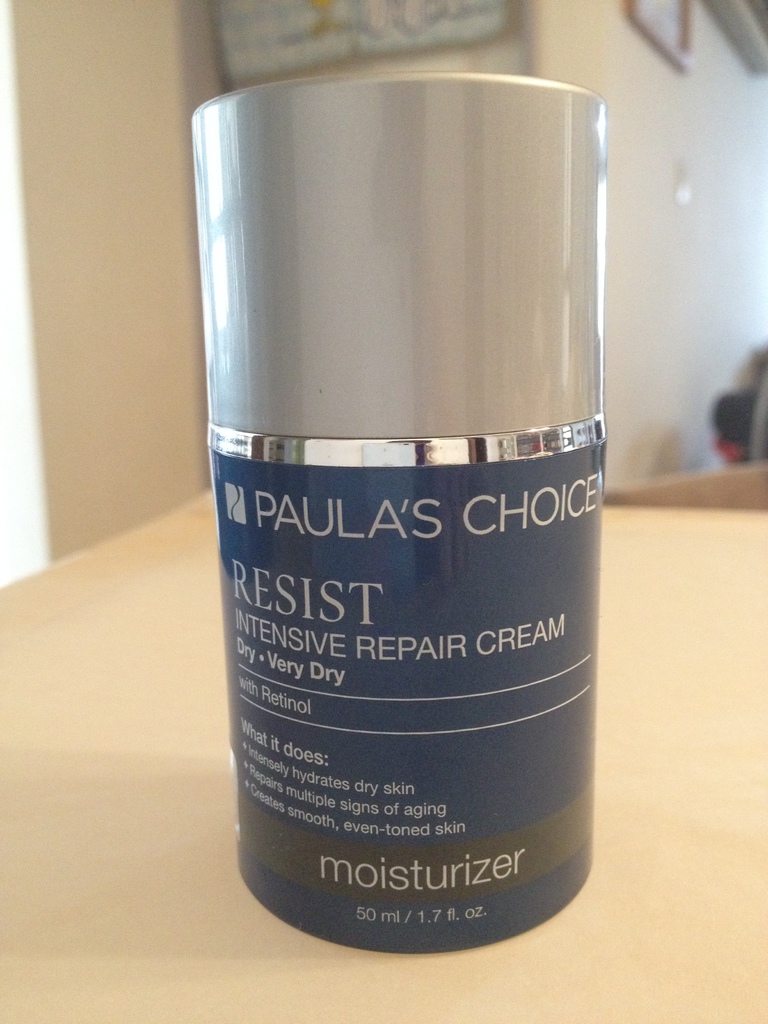 PAULA'S CHOICE
RESIST
INTENSIVE REPAIR CREAM
Dry • Very Dry
with Retinol
What it does:
• Intensely hydrates dry skin
• Repairs multiple signs of aging
• Creates smooth, even-toned skin
moisturizer
50 ml / 1.7 fl. oz.